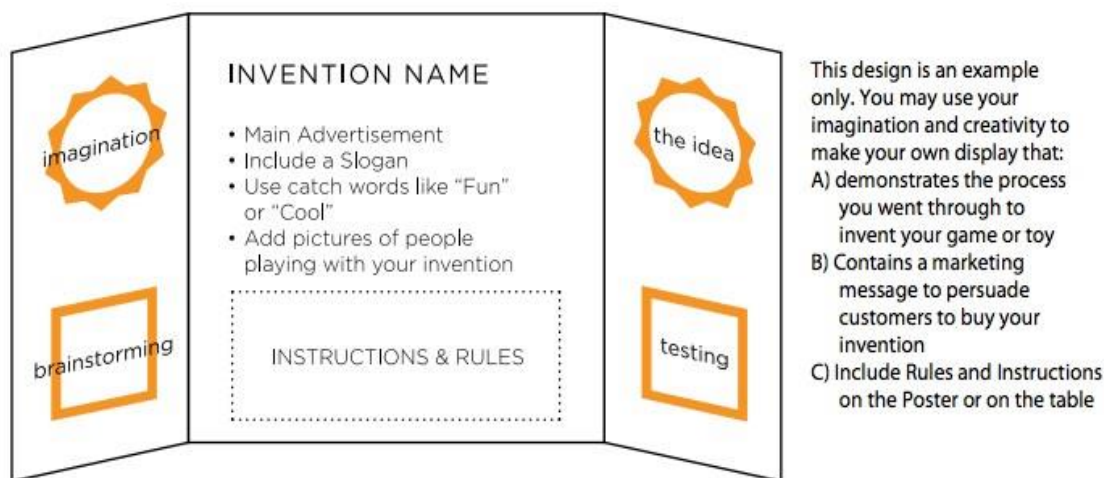 imagination
brainstorming
INVENTION NAME
• Main Advertisement
• Include a Slogan
• Use catch words like “Fun”
or “Cool”
• Add pictures of people
playing with your invention
INSTRUCTIONS & RULES
the idea
testing
This design is an example
only. You may use your
imagination and creativity to
make your own display that:
A) demonstrates the process
you went through to
invent your game or toy
B) Contains a marketing
message to persuade
customers to buy your
invention
C) Include Rules and Instructions
on the Poster or on the table